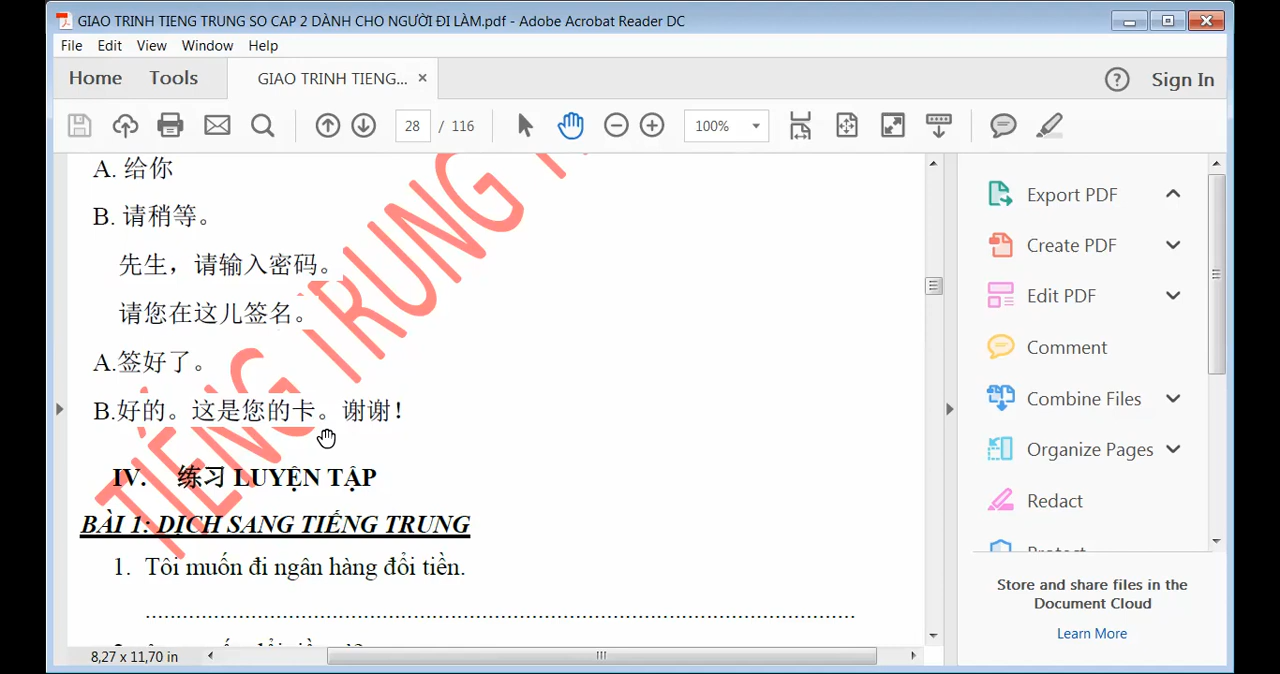 GIAO TRINH TIENG TRUNG SO CAP 2 DÀNH CHO NGƯỜI ĐI LÀM.pdf - Adobe Acrobat Reader DC
File Edit View Window Help
Home Tools GIAO TRINH TIENG... × Sign In
28 / 116 100%
A. 给你
B. 请稍等。
先生，请输入密码。
请您在这儿签名。
A.签好了。
B.好的。这是您的卡。谢谢！
IV. 练习 LUYỆN TẬP
BÀI 1: DỊCH SANG TIẾNG TRUNG
1. Tôi muốn đi ngân hàng đổi tiền.
................................................................................
TIẾNG TRUNG
8,27 x 11,70 in
Export PDF
Create PDF
Edit PDF
Comment
Combine Files
Organize Pages
Redact
Protect
Store and share files in the
Document Cloud
Learn More